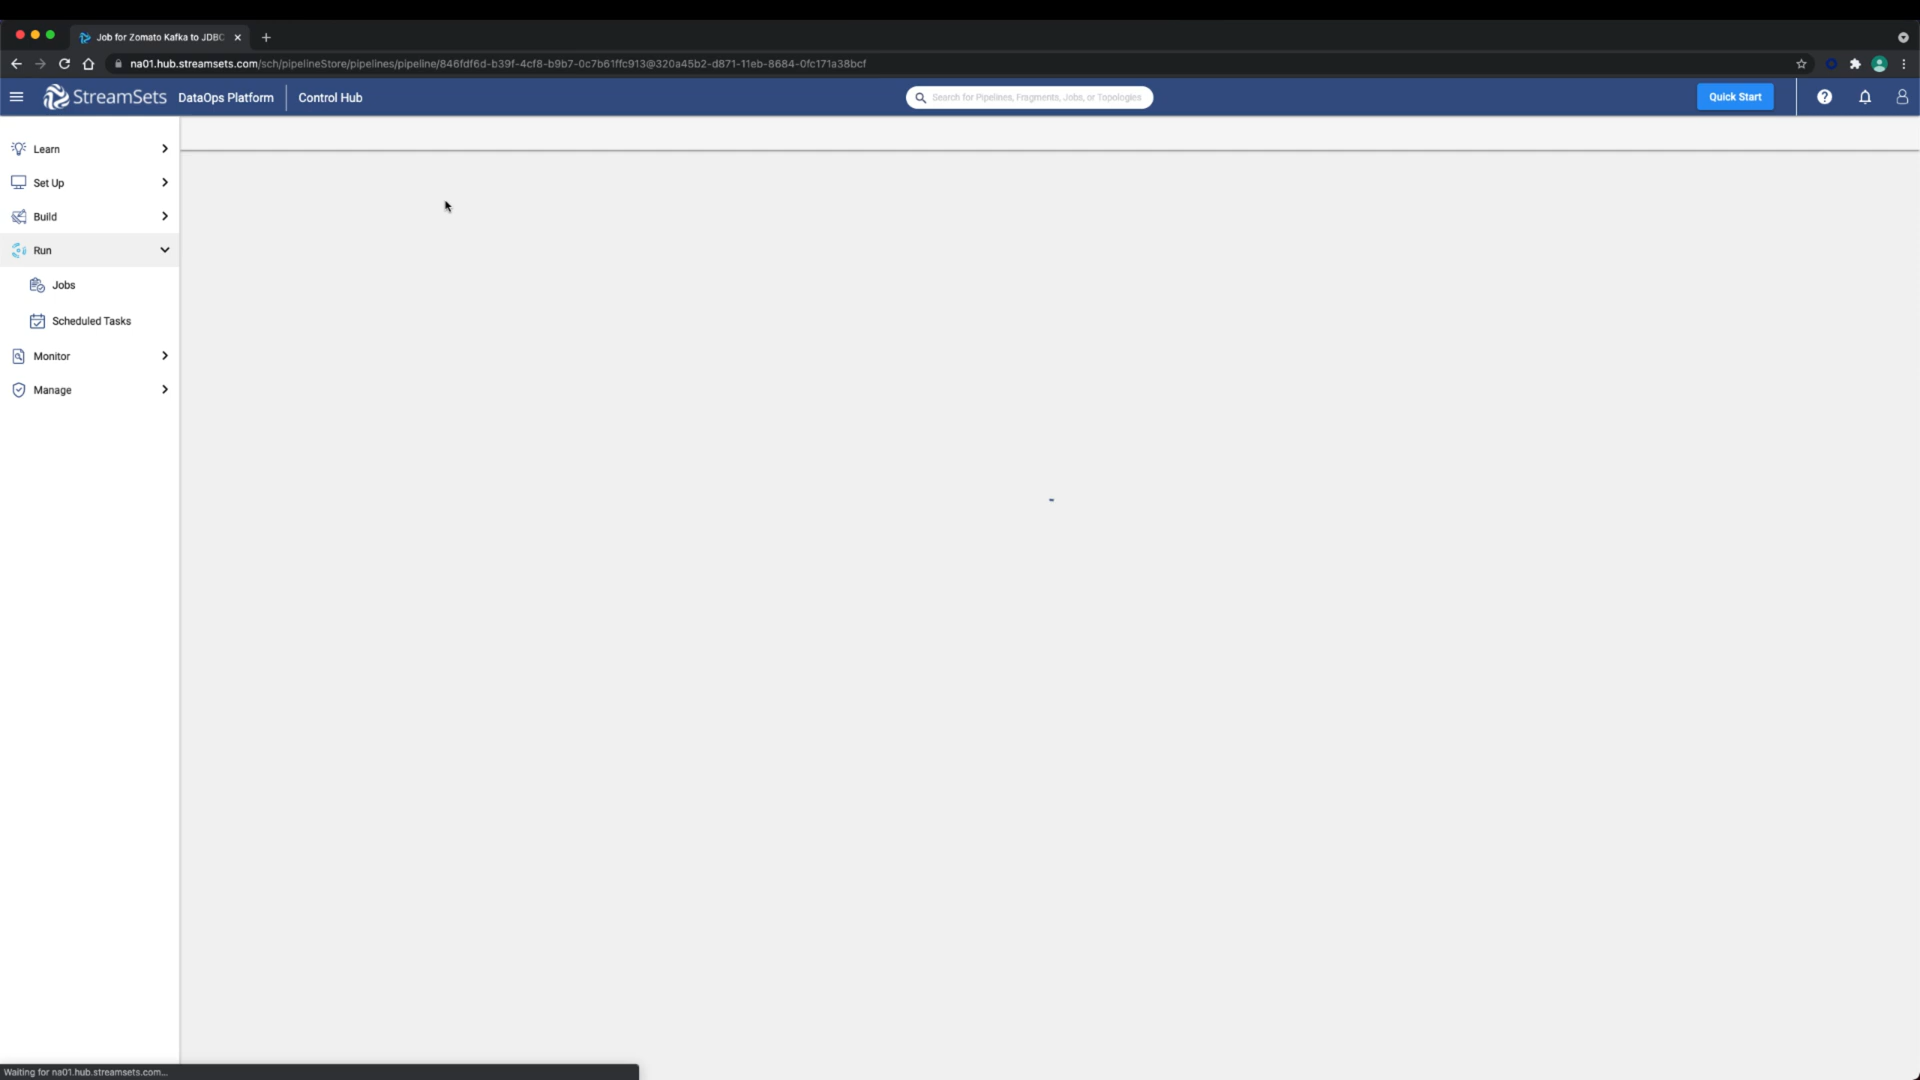 Job for Zomato Kafka to JDBC
na01.hub.streamsets.com/sch/pipelineStore/pipelines/pipeline/846fdf6d-b39f-4cf8-b9b7-0c7b61ffc913@320a45b2-d871-11eb-8684-0fc171a38bcf
StreamSets DataOps Platform Control Hub Search for Pipelines, Fragments, Jobs, or Topologies Quick Start
Learn
Set Up
Build
Run
Jobs
Scheduled Tasks
Monitor
Manage
Waiting for na01.hub.streamsets.com...